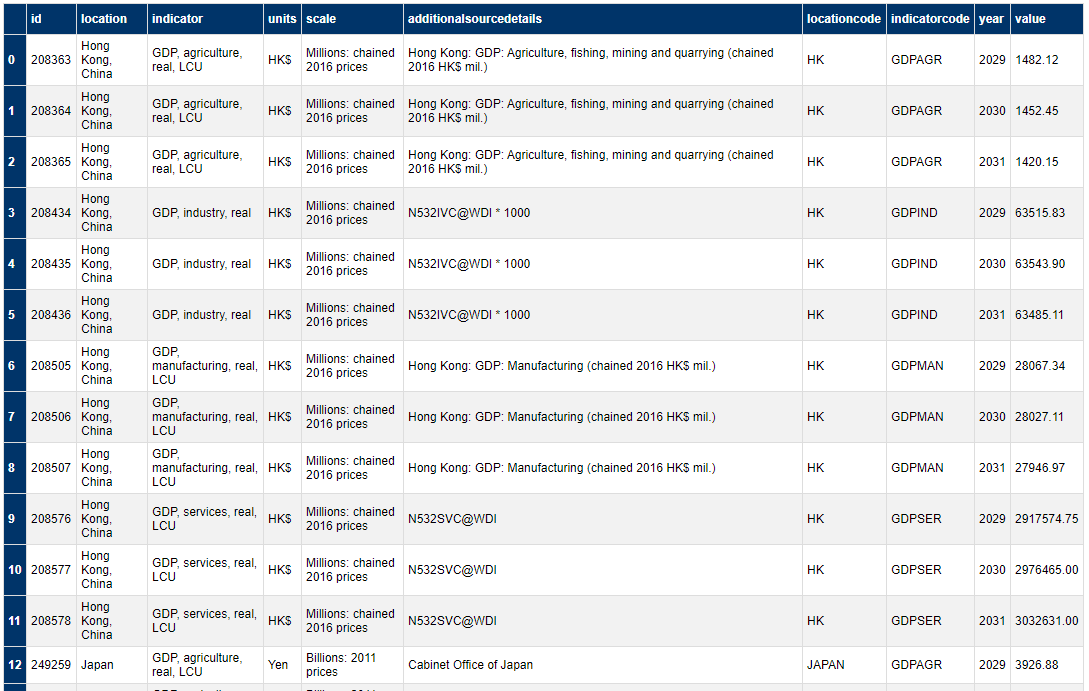 id location indicator units scale additionalsourcedetails locationcode indicatorcode year value
0 208363 Hong Kong, China GDP, agriculture, real, LCU HK$ Millions: chained 2016 prices Hong Kong: GDP: Agriculture, fishing, mining and quarrying (chained 2016 HK$ mil.) HK GDPAGR 2029 1482.12
1 208364 Hong Kong, China GDP, agriculture, real, LCU HK$ Millions: chained 2016 prices Hong Kong: GDP: Agriculture, fishing, mining and quarrying (chained 2016 HK$ mil.) HK GDPAGR 2030 1452.45
2 208365 Hong Kong, China GDP, agriculture, real, LCU HK$ Millions: chained 2016 prices Hong Kong: GDP: Agriculture, fishing, mining and quarrying (chained 2016 HK$ mil.) HK GDPAGR 2031 1420.15
3 208434 Hong Kong, China GDP, industry, real HK$ Millions: chained 2016 prices N532IVC@WDI * 1000 HK GDPIND 2029 63515.83
4 208435 Hong Kong, China GDP, industry, real HK$ Millions: chained 2016 prices N532IVC@WDI * 1000 HK GDPIND 2030 63543.90
5 208436 Hong Kong, China GDP, industry, real HK$ Millions: chained 2016 prices N532IVC@WDI * 1000 HK GDPIND 2031 63485.11
6 208505 Hong Kong, China GDP, manufacturing, real, LCU HK$ Millions: chained 2016 prices Hong Kong: GDP: Manufacturing (chained 2016 HK$ mil.) HK GDPMAN 2029 28067.34
7 208506 Hong Kong, China GDP, manufacturing, real, LCU HK$ Millions: chained 2016 prices Hong Kong: GDP: Manufacturing (chained 2016 HK$ mil.) HK GDPMAN 2030 28027.11
8 208507 Hong Kong, China GDP, manufacturing, real, LCU HK$ Millions: chained 2016 prices Hong Kong: GDP: Manufacturing (chained 2016 HK$ mil.) HK GDPMAN 2031 27946.97
9 208576 Hong Kong, China GDP, services, real, LCU HK$ Millions: chained 2016 prices N532SVC@WDI HK GDPSER 2029 2917574.75
10 208577 Hong Kong, China GDP, services, real, LCU HK$ Millions: chained 2016 prices N532SVC@WDI HK GDPSER 2030 2976465.00
11 208578 Hong Kong, China GDP, services, real, LCU HK$ Millions: chained 2016 prices N532SVC@WDI HK GDPSER 2031 3032631.00
12 249259 Japan GDP, agriculture, real, LCU Yen Billions: 2011 prices Cabinet Office of Japan JAPAN GDPAGR 2029 3926.88